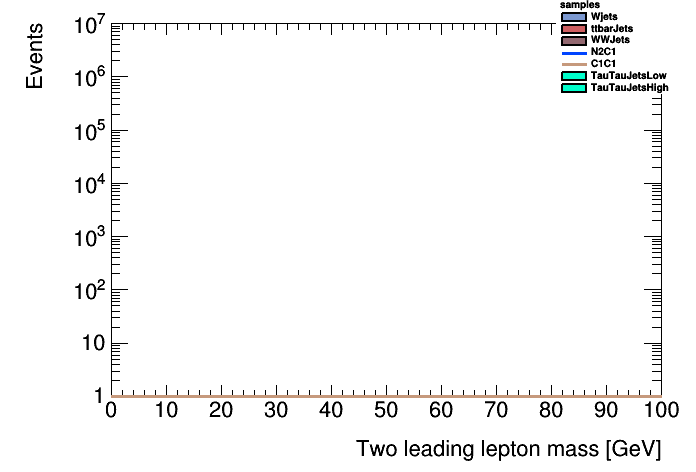 samples
Wjets
ttbarJets
WWJets
N2C1
C1C1
TauTauJetsLow
TauTauJetsHigh
Events
10⁷
10⁶
10⁵
10⁴
10³
10²
10
1
0 10 20 30 40 50 60 70 80 90 100
Two leading lepton mass [GeV]